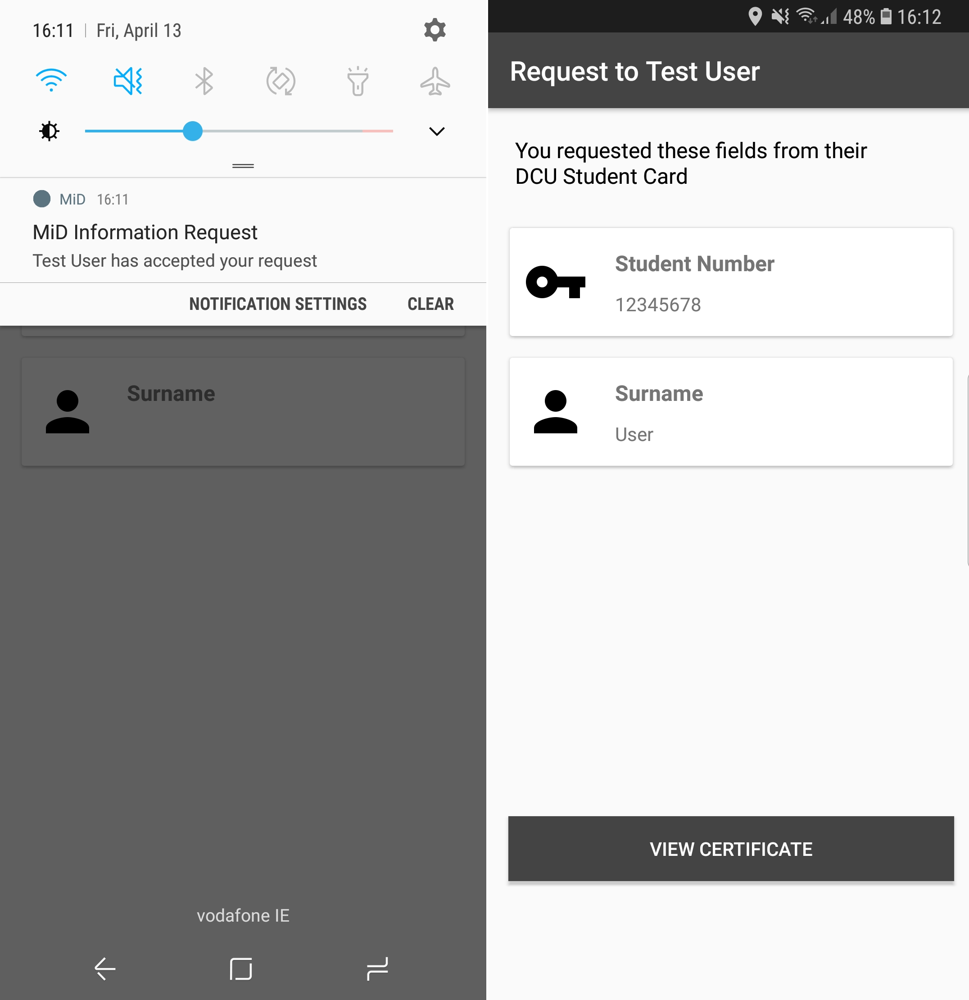 16:11 | Fri, April 13
MiD 16:11
MiD Information Request
Test User has accepted your request
NOTIFICATION SETTINGS CLEAR
Surname
vodafone IE
48% 16:12
Request to Test User
You requested these fields from their
DCU Student Card
Student Number
12345678
Surname
User
VIEW CERTIFICATE